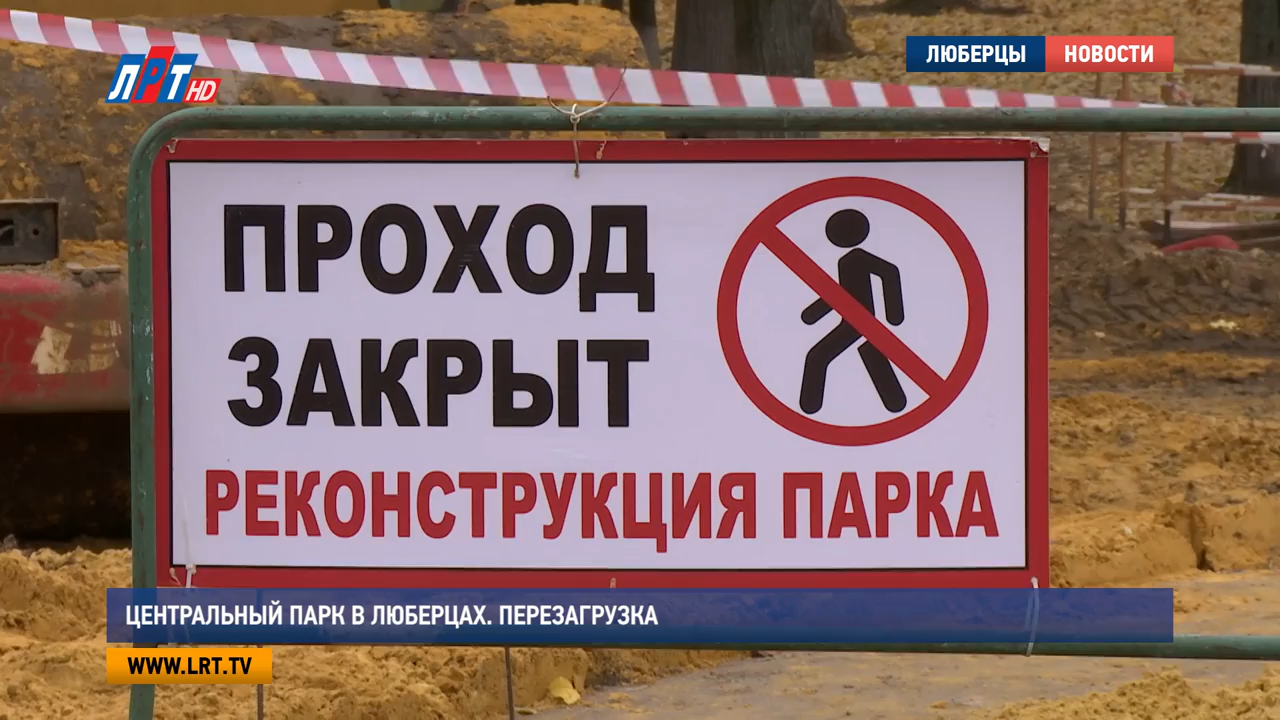 ЛРТ HD
ЛЮБЕРЦЫ НОВОСТИ
ПРОХОД
ЗАКРЫТ
РЕКОНСТРУКЦИЯ ПАРКА
ЦЕНТРАЛЬНЫЙ ПАРК В ЛЮБЕРЦАХ. ПЕРЕЗАГРУЗКА
WWW.LRT.TV